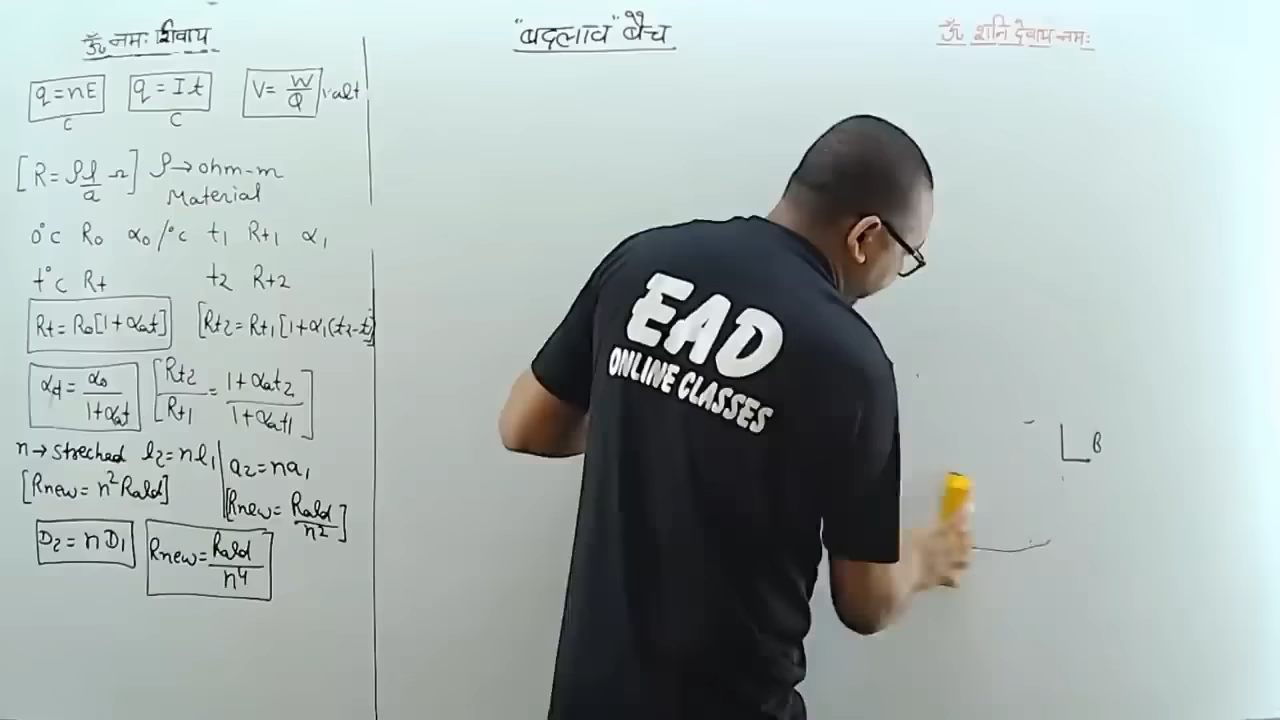 ॐ नमः शिवाय
"बदलाव" बैच
ॐ शनि देवाय नमः
q=nE q=It V=W/Q volt
C C
[R=ρl/a Ω] ρ→ohm-m
Material
0°C R0 α0/°C t1 Rt1 α1
t°C Rt t2 Rt2
Rt=R0[1+α0t] [Rt2=Rt1[1+α1(t2-t1]
αt=α0/1+α0t [Rt2/Rt1=1+α0t2/1+α0t1]
n→streched l2=nl1 a2=na1
[Rnew=n²Rold] [Rnew=Rold/n²]
D2=nD1 Rnew=Rold/n⁴
B
EAD
ONLINE CLASSES